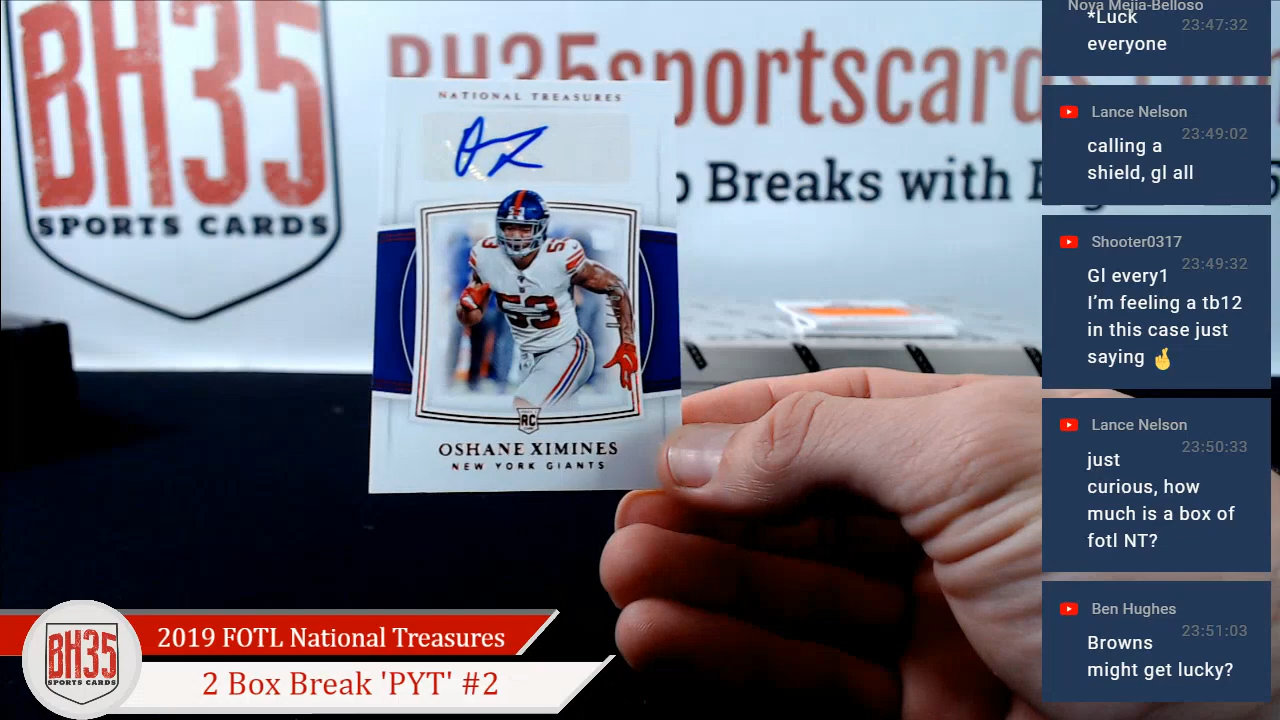 BH35
SPORTS CARDS
BH35sportscards
Breaks with
NATIONAL TREASURES
53
RC
OSHANE XIMINES
NEW YORK GIANTS
Noya Mejia-Belloso
*Luck
everyone
23:47:32
Lance Nelson
23:49:02
calling a
shield, gl all
Shooter0317
23:49:32
Gl every1
I’m feeling a tb12
in this case just
saying 🤞
Lance Nelson
23:50:33
just
curious, how
much is a box of
fotl NT?
Ben Hughes
23:51:03
Browns
might get lucky?
BH35
SPORTS CARDS
2019 FOTL National Treasures
2 Box Break 'PYT' #2